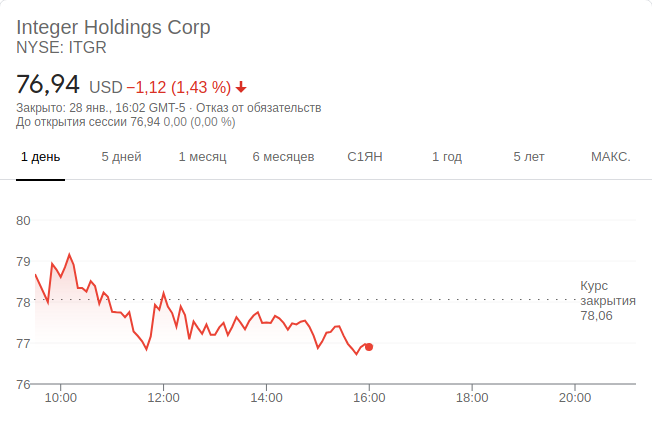 Integer Holdings Corp
NYSE: ITGR
76,94 USD −1,12 (1,43 %)
Закрыто: 28 янв., 16:02 GMT-5 · Отказ от обязательств
До открытия сессии 76,94 0,00 (0,00 %)
1 день 5 дней 1 месяц 6 месяцев С1ЯН 1 год 5 лет МАКС.
80
79
78
77
76
Курс
закрытия
78,06
10:00 12:00 14:00 16:00 18:00 20:00